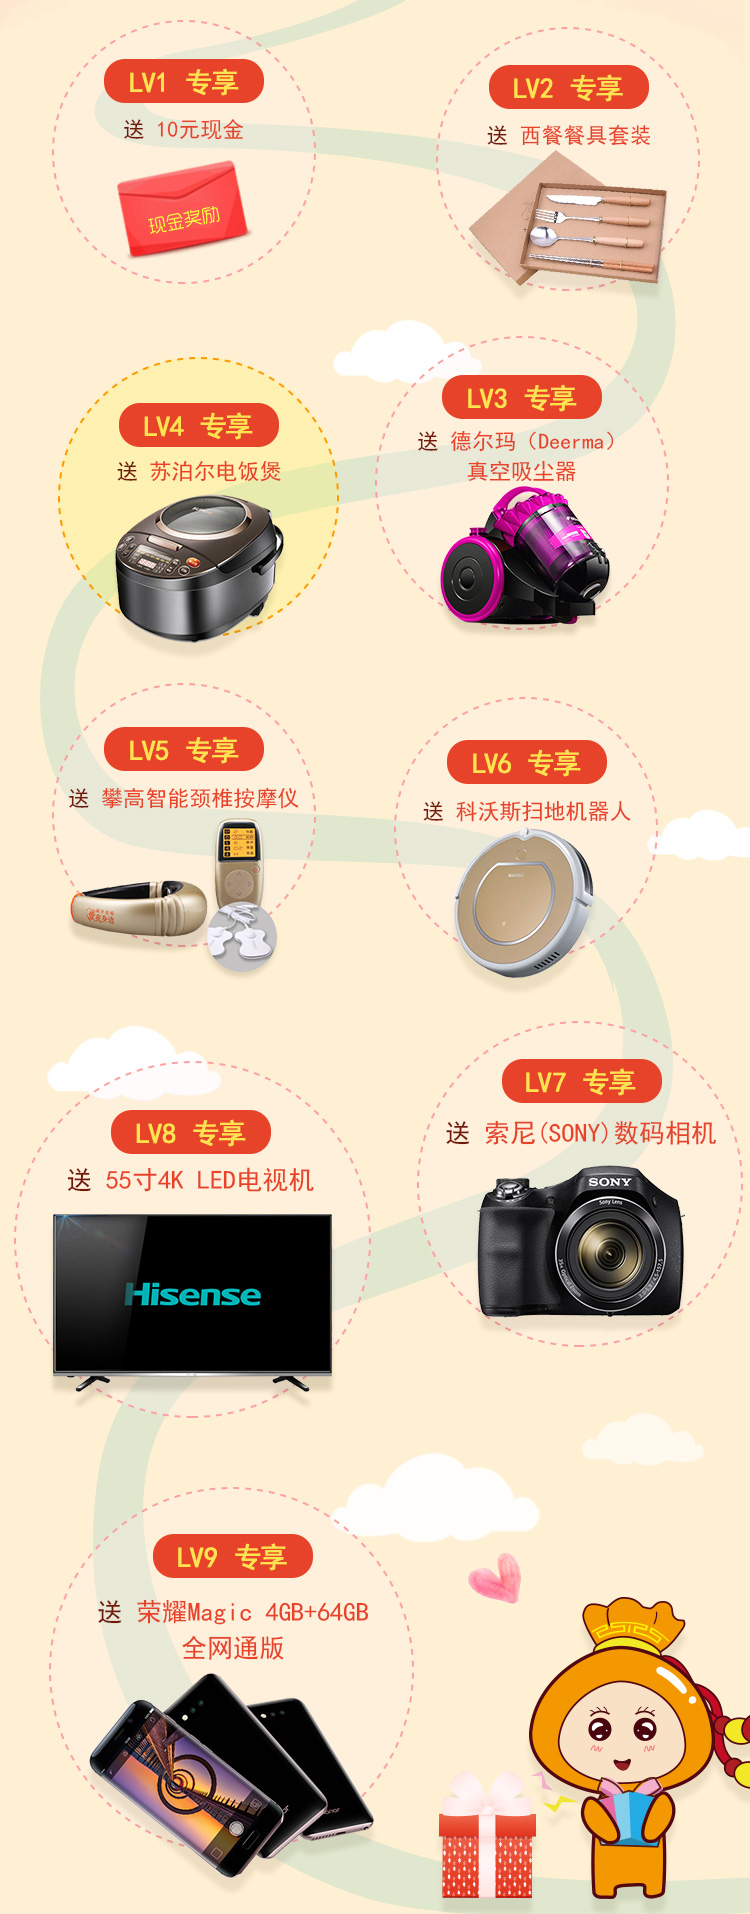 LV1 专享
送 10元现金
现金奖励
LV2 专享
送 西餐餐具套装
LV3 专享
送 德尔玛（Deerma）
真空吸尘器
LV4 专享
送 苏泊尔电饭煲
LV5 专享
送 攀高智能颈椎按摩仪
LV6 专享
送 科沃斯扫地机器人
LV7 专享
送 索尼(SONY)数码相机
SONY
Sony Lens
LV8 专享
送 55寸4K LED电视机
Hisense
LV9 专享
送 荣耀Magic 4GB+64GB
全网通版